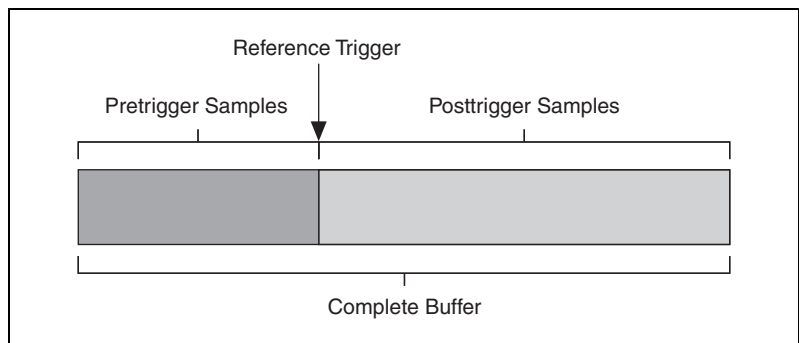 Reference Trigger
Pretrigger Samples
Posttrigger Samples
Complete Buffer